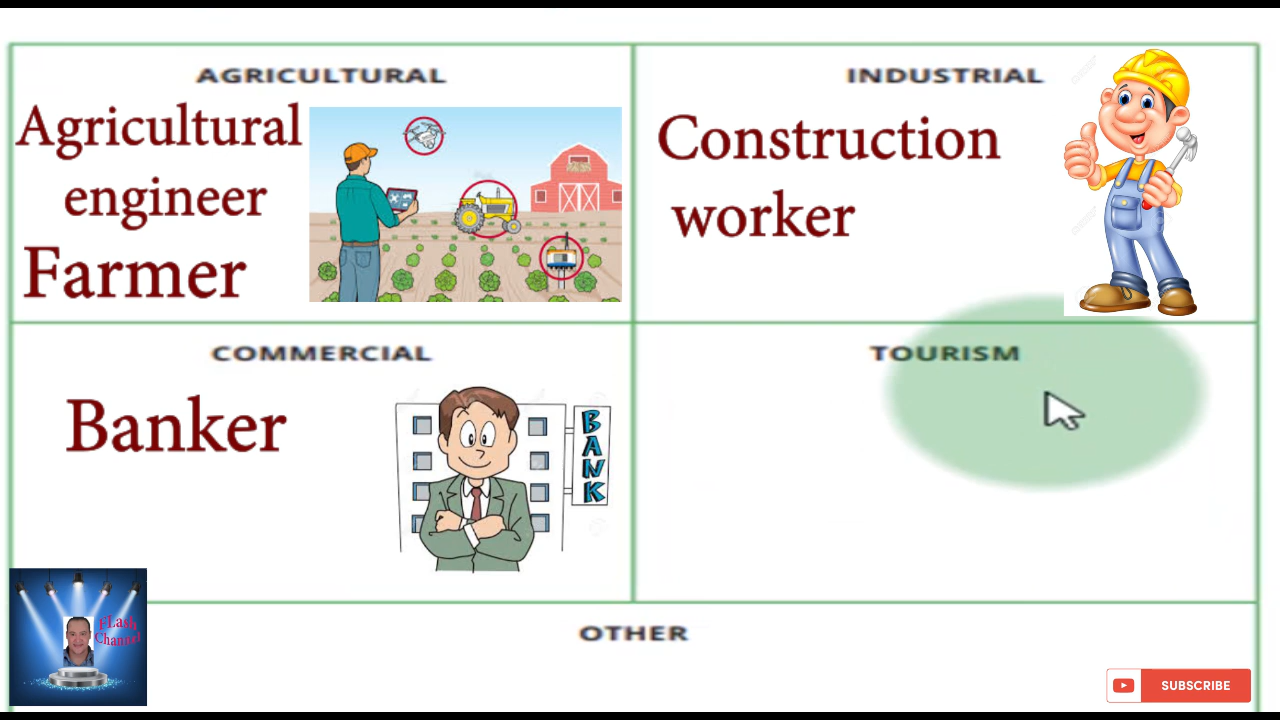 AGRICULTURAL
Agricultural
engineer
Farmer
INDUSTRIAL
Construction
worker
COMMERCIAL
Banker
BANK
TOURISM
OTHER
FLash
Channel
SUBSCRIBE